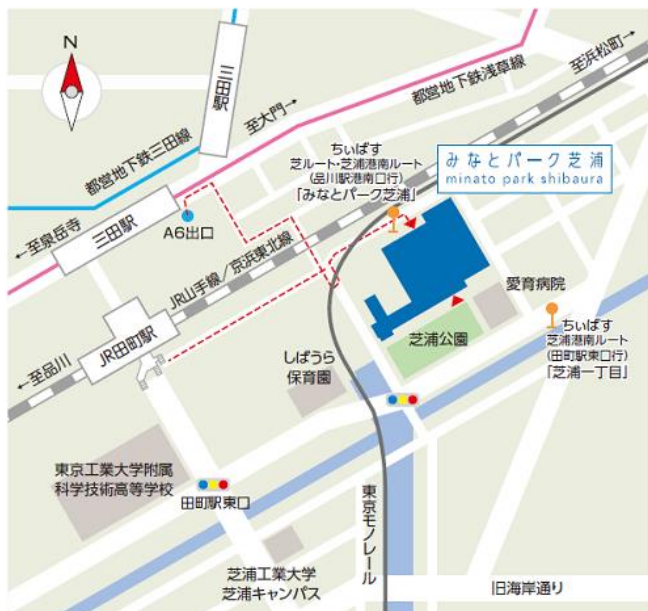 N
三田駅
至浜松町→
都営地下鉄浅草線
至大門→
都営地下鉄三田線
ちぃばす
芝ルート・芝浦港南ルート
(品川駅港南口行)
「みなとパーク芝浦」
みなとパーク芝浦
minato park shibaura
三田駅
A6出口
←至泉岳寺
JR山手線/京浜東北線
愛育病院
JR田町駅
ちぃばす
芝浦港南ルート
(田町駅東口行)
「芝浦一丁目」
芝浦公園
←至品川
しばうら
保育園
東京工業大学附属
科学技術高等学校
田町駅東口
東京モノレール
芝浦工業大学
芝浦キャンパス
旧海岸通り